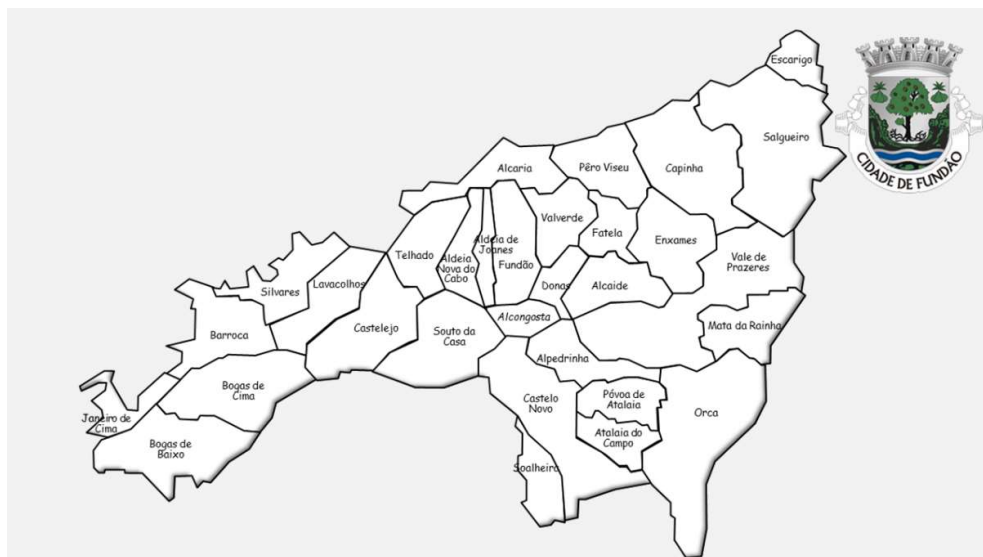 Escarigo
Salgueiro
CIDADE DE FUNDÃO
Alcaria
Pêro Viseu
Capinha
Valverde
Fatela
Enxames
Telhado
Aldeia
Nova do
Cabo
Aldeia de
Joanes
Fundão
Vale de
Prazeres
Silvares
Lavacolhos
Donas
Alcaide
Barroca
Castelejo
Souto da
Casa
Alcongosta
Mata da Rainha
Alpedrinha
Bogas de
Cima
Castelo
Novo
Póvoa de
Atalaia
Orca
Janeiro de
Cima
Bogas de
Baixo
Atalaia do
Campo
Soalheira